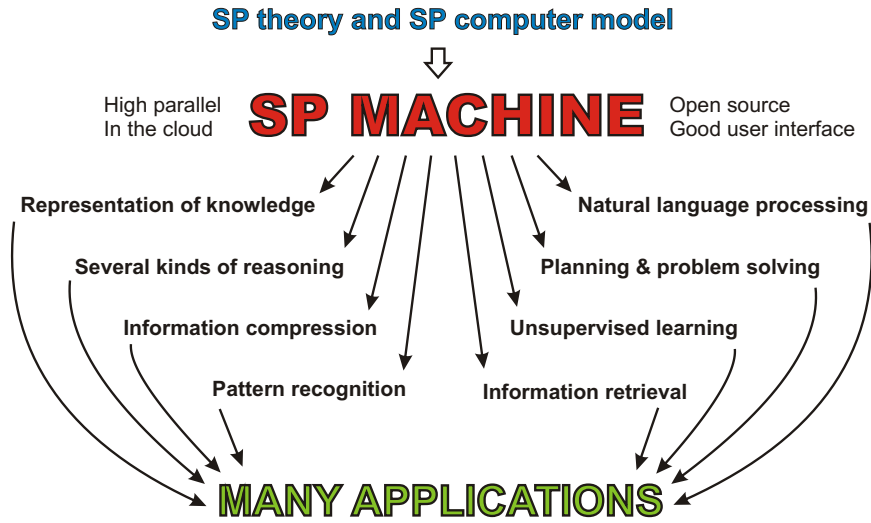 SP theory and SP computer model
High parallel
In the cloud
SP MACHINE
Open source
Good user interface
Representation of knowledge
Natural language processing
Several kinds of reasoning
Planning & problem solving
Information compression
Unsupervised learning
Pattern recognition
Information retrieval
MANY APPLICATIONS